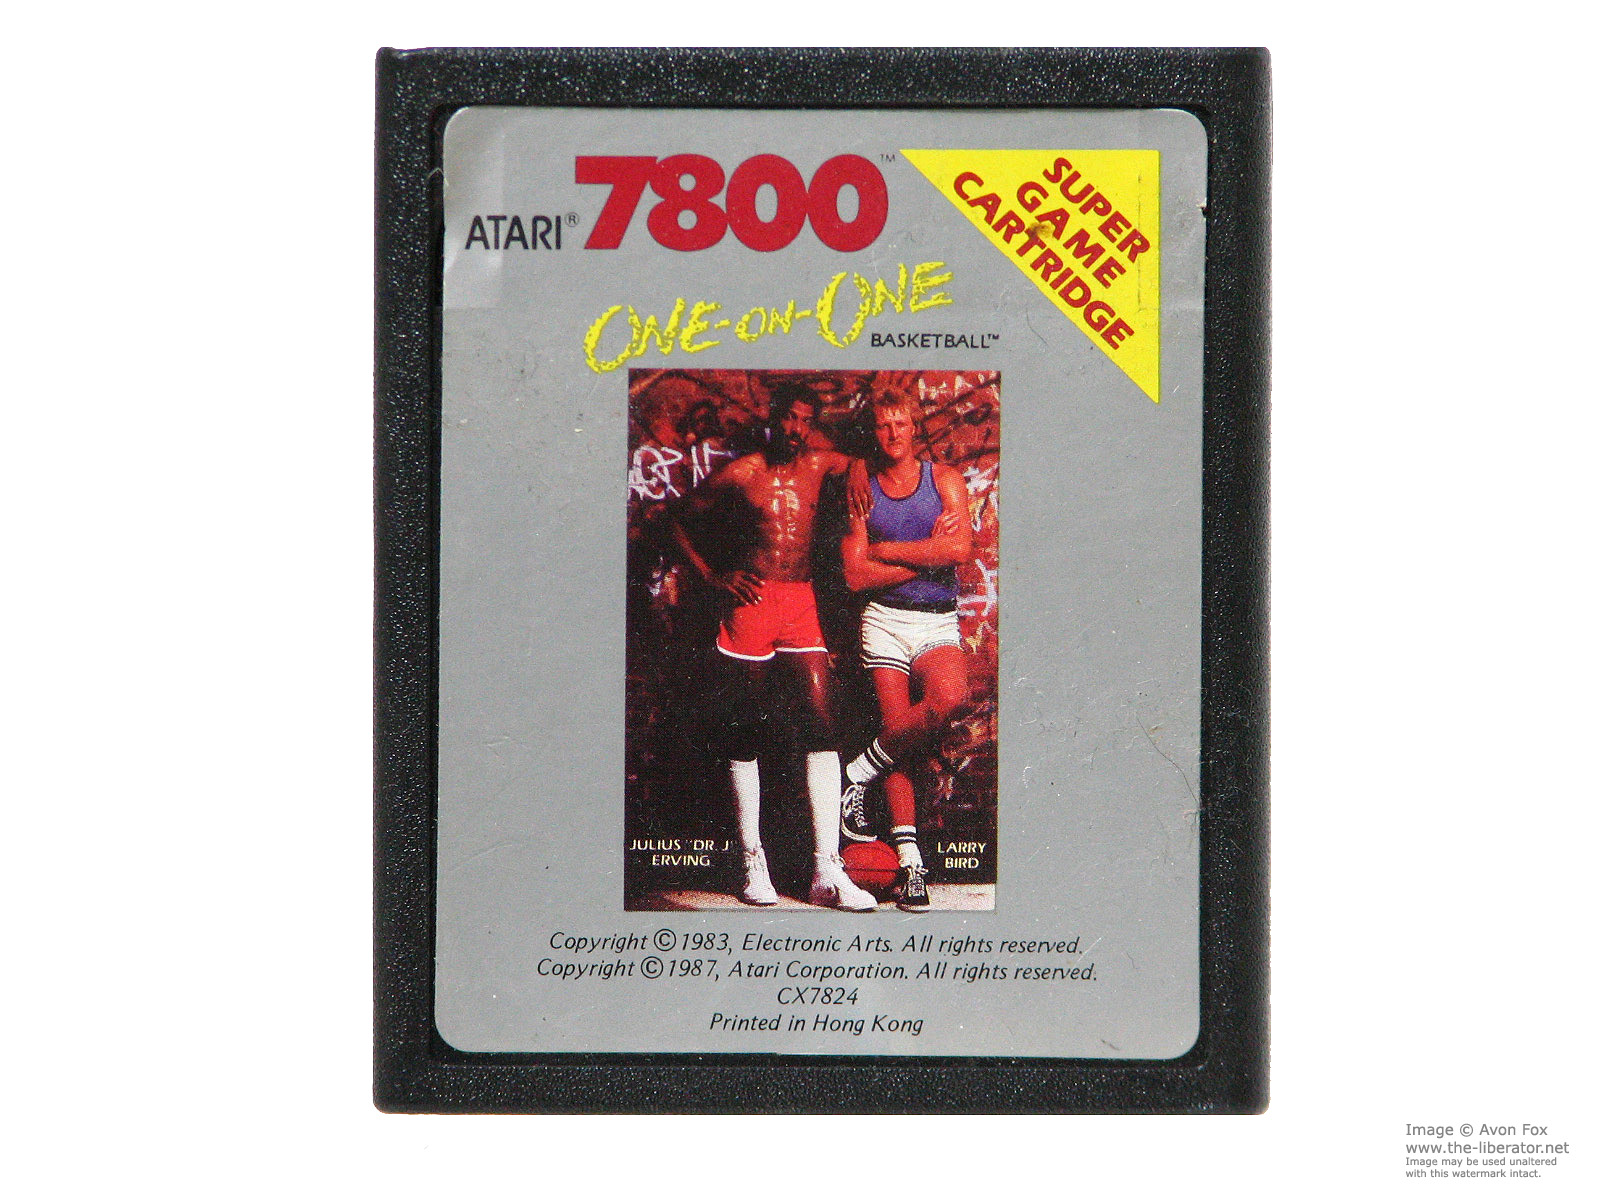 ATARI® 7800™
SUPER
GAME
CARTRIDGE
ONE-ON-ONE
BASKETBALL™
JULIUS "DR. J"
ERVING
LARRY
BIRD
Copyright © 1983, Electronic Arts. All rights reserved.
Copyright © 1987, Atari Corporation. All rights reserved.
CX7824
Printed in Hong Kong
Image © Avon Fox
www.the-liberator.net
Image may be used unaltered
with this watermark intact.